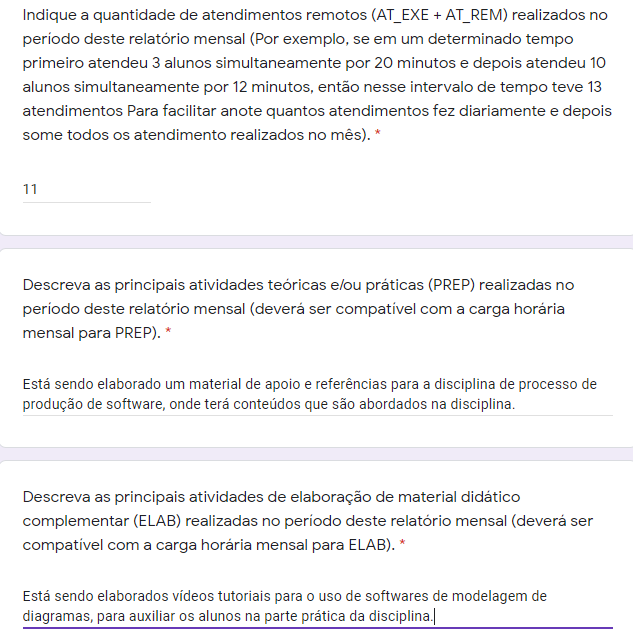 Indique a quantidade de atendimentos remotos (AT_EXE + AT_REM) realizados no
período deste relatório mensal (Por exemplo, se em um determinado tempo
primeiro atendeu 3 alunos simultaneamente por 20 minutos e depois atendeu 10
alunos simultaneamente por 12 minutos, então nesse intervalo de tempo teve 13
atendimentos Para facilitar anote quantos atendimentos fez diariamente e depois
some todos os atendimento realizados no mês). *
11
Descreva as principais atividades teóricas e/ou práticas (PREP) realizadas no
período deste relatório mensal (deverá ser compatível com a carga horária
mensal para PREP). *
Está sendo elaborado um material de apoio e referências para a disciplina de processo de
produção de software, onde terá conteúdos que são abordados na disciplina.
Descreva as principais atividades de elaboração de material didático
complementar (ELAB) realizadas no período deste relatório mensal (deverá ser
compatível com a carga horária mensal para ELAB). *
Está sendo elaborados vídeos tutoriais para o uso de softwares de modelagem de
diagramas, para auxiliar os alunos na parte prática da disciplina.